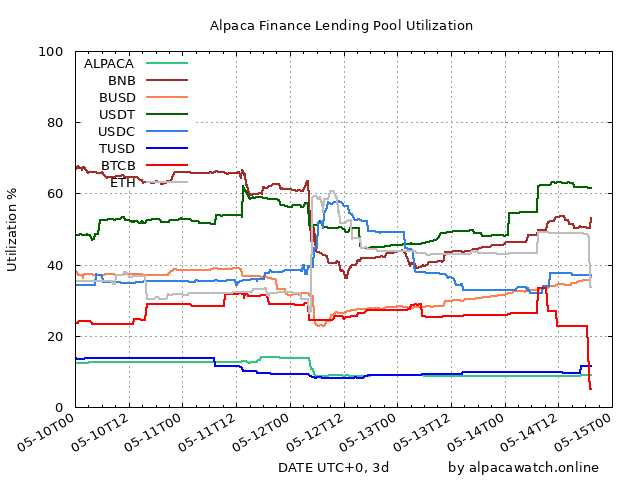 Alpaca Finance Lending Pool Utilization
Utilization %
100
80
60
40
20
0
ALPACA
BNB
BUSD
USDT
USDC
TUSD
BTCB
ETH
05-10T00
05-10T12
05-11T00
05-11T12
05-12T00
05-12T12
05-13T00
05-13T12
05-14T00
05-14T12
05-15T00
DATE UTC+0, 3d
by alpacawatch.online